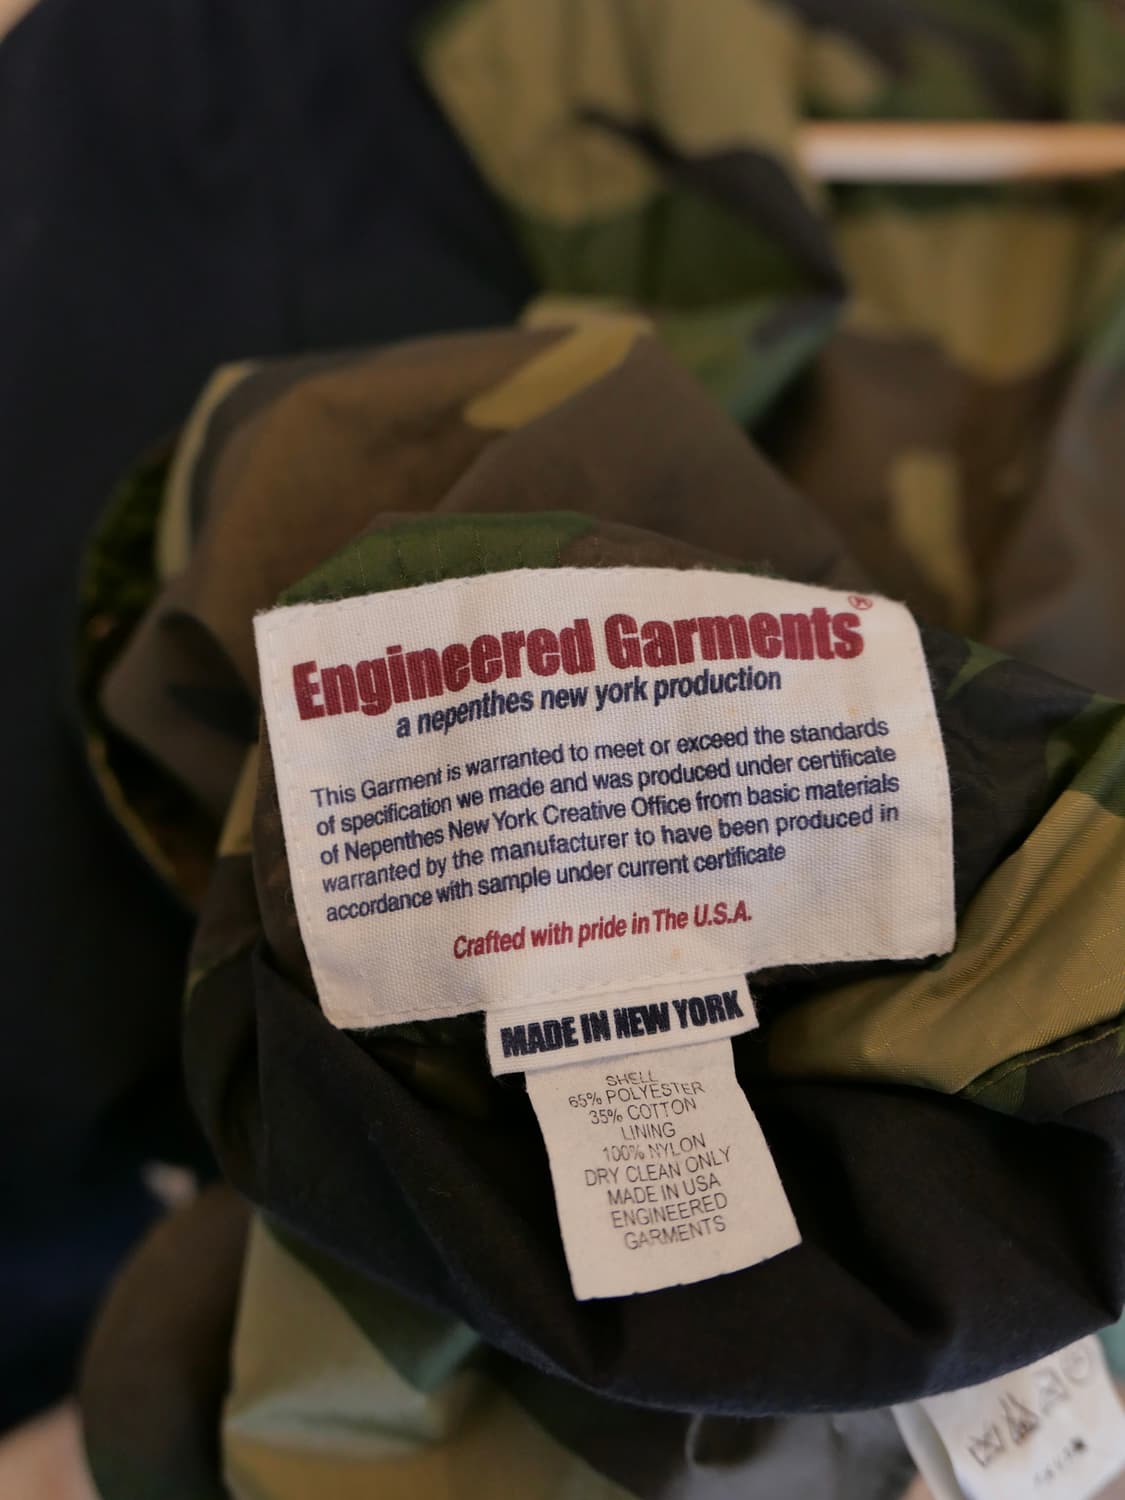 Engineered Garments®
a nepenthes new york production
This Garment is warranted to meet or exceed the standards
of specification we made and was produced under certificate
of Nepenthes New York Creative Office from basic materials
warranted by the manufacturer to have been produced in
accordance with sample under current certificate
Crafted with pride in The U.S.A.
MADE IN NEW YORK
SHELL
65% POLYESTER
35% COTTON
LINING
100% NYLON
DRY CLEAN ONLY
MADE IN USA
ENGINEERED
GARMENTS